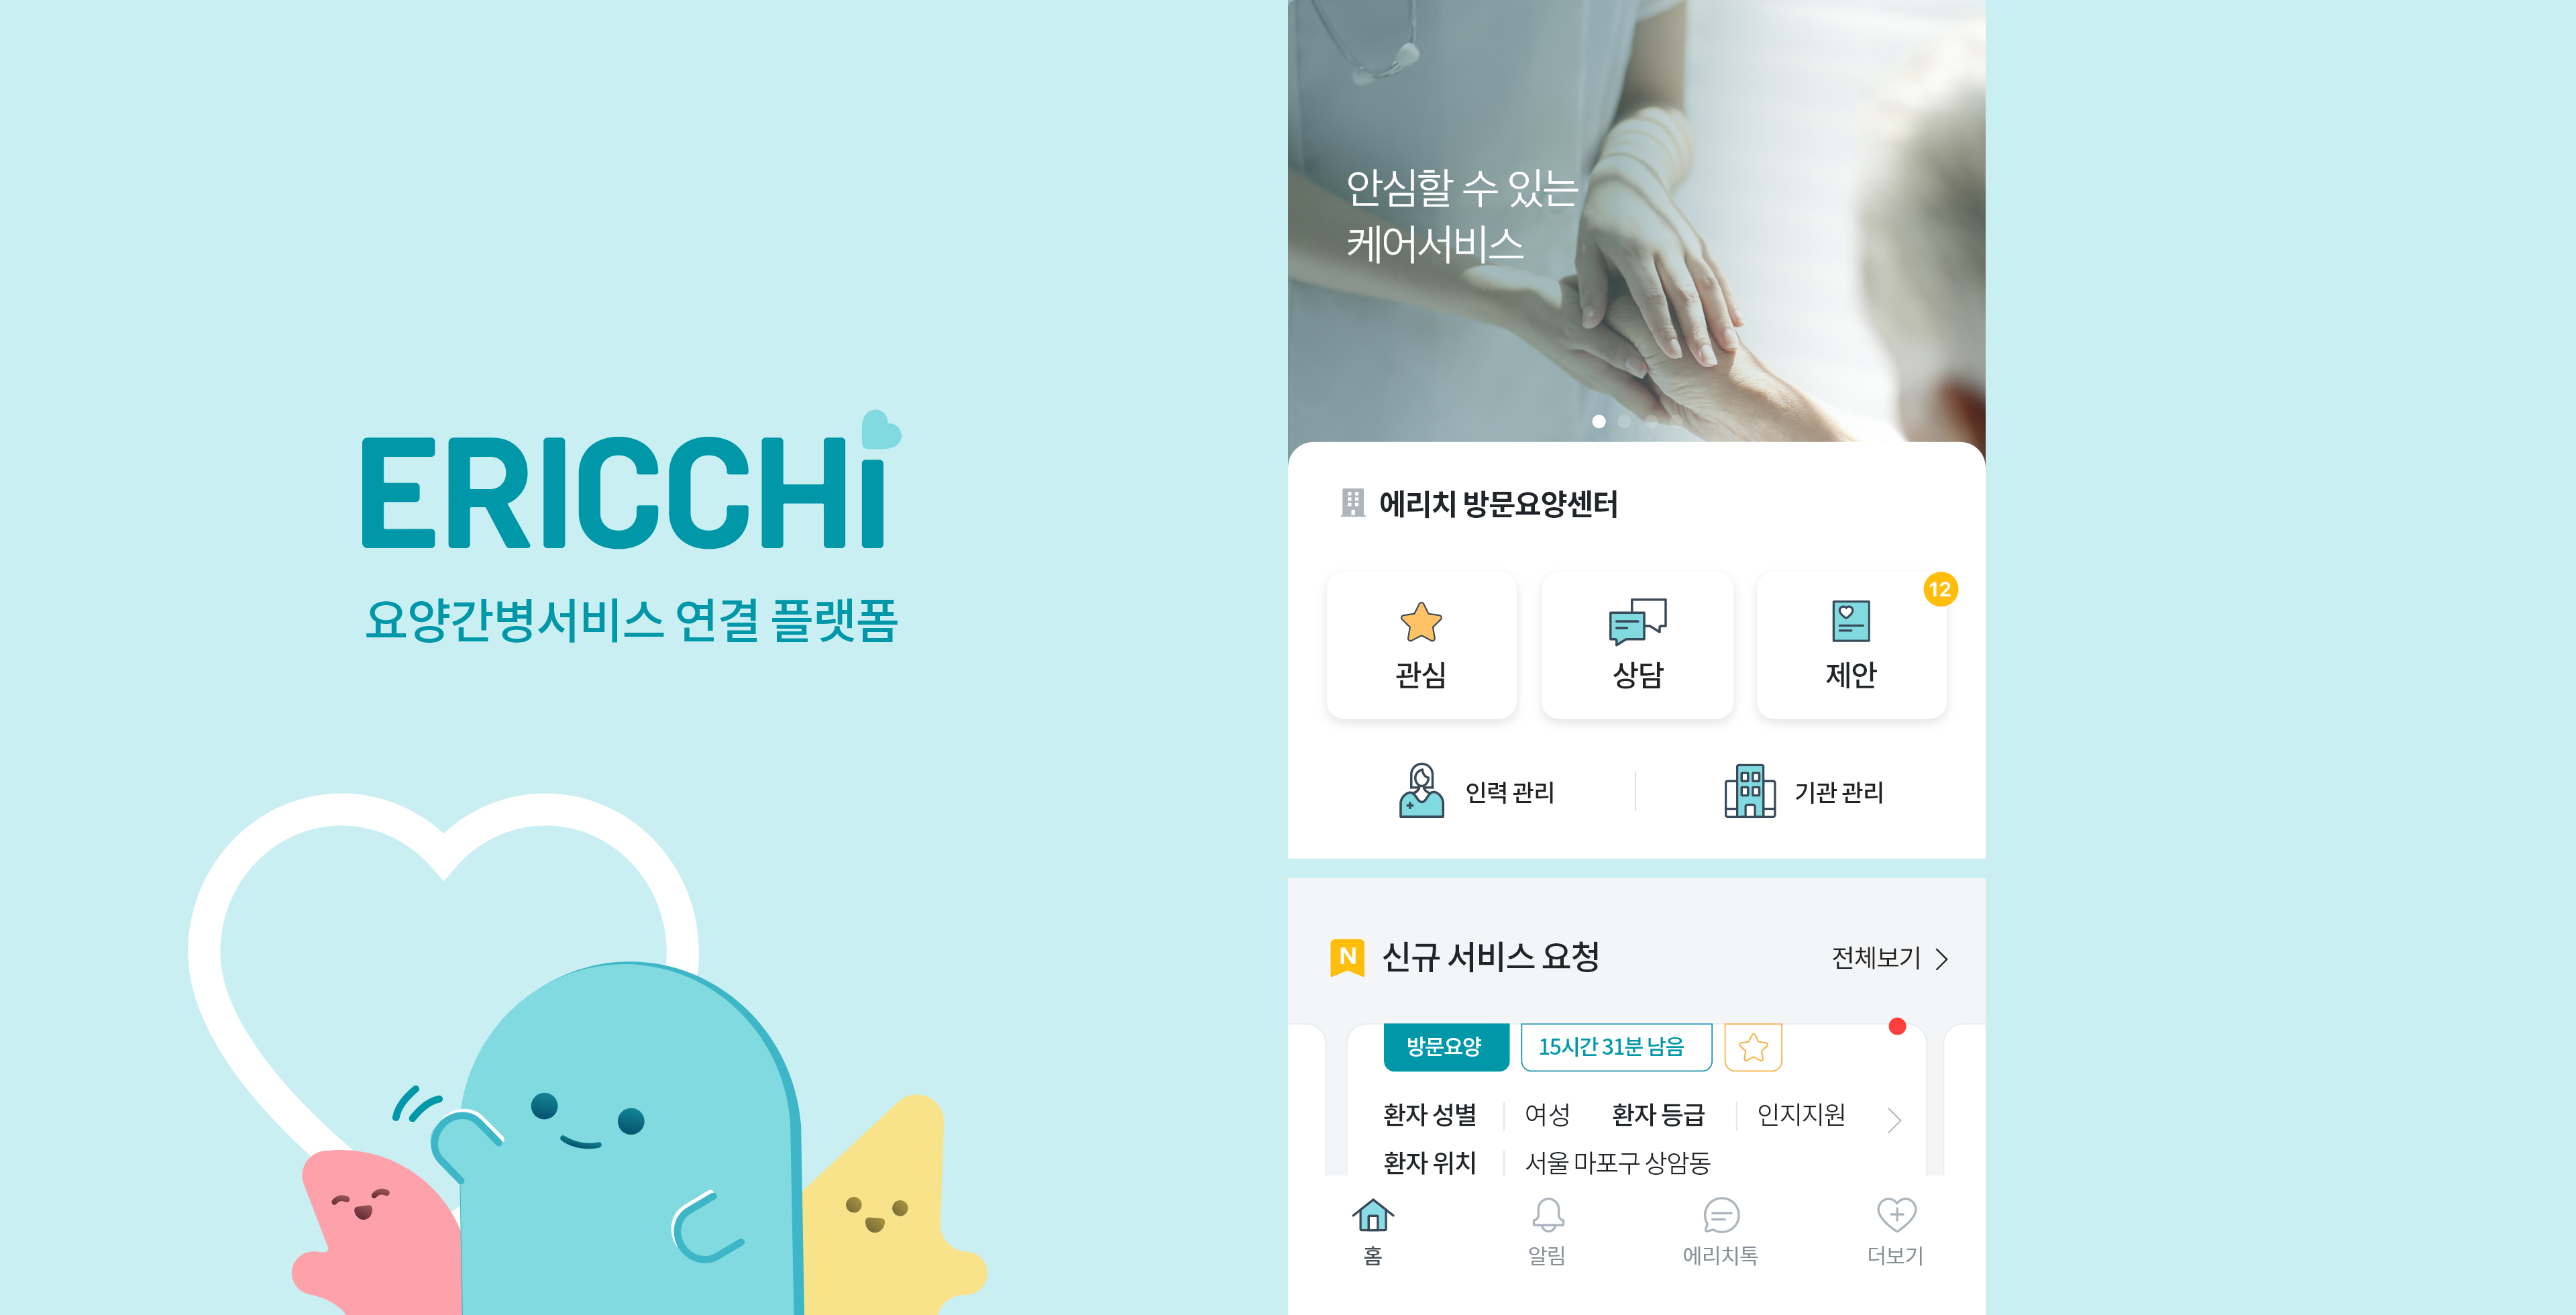 ERICCHi
요양간병서비스 연결 플랫폼
안심할 수 있는
케어서비스
에리치 방문요양센터
12
관심
상담
제안
인력 관리
기관 관리
N
신규 서비스 요청
전체보기
방문요양
15시간 31분 남음
환자 성별 여성 환자 등급 인지지원
환자 위치 서울 마포구 상암동
홈
알림
에리치톡
더보기